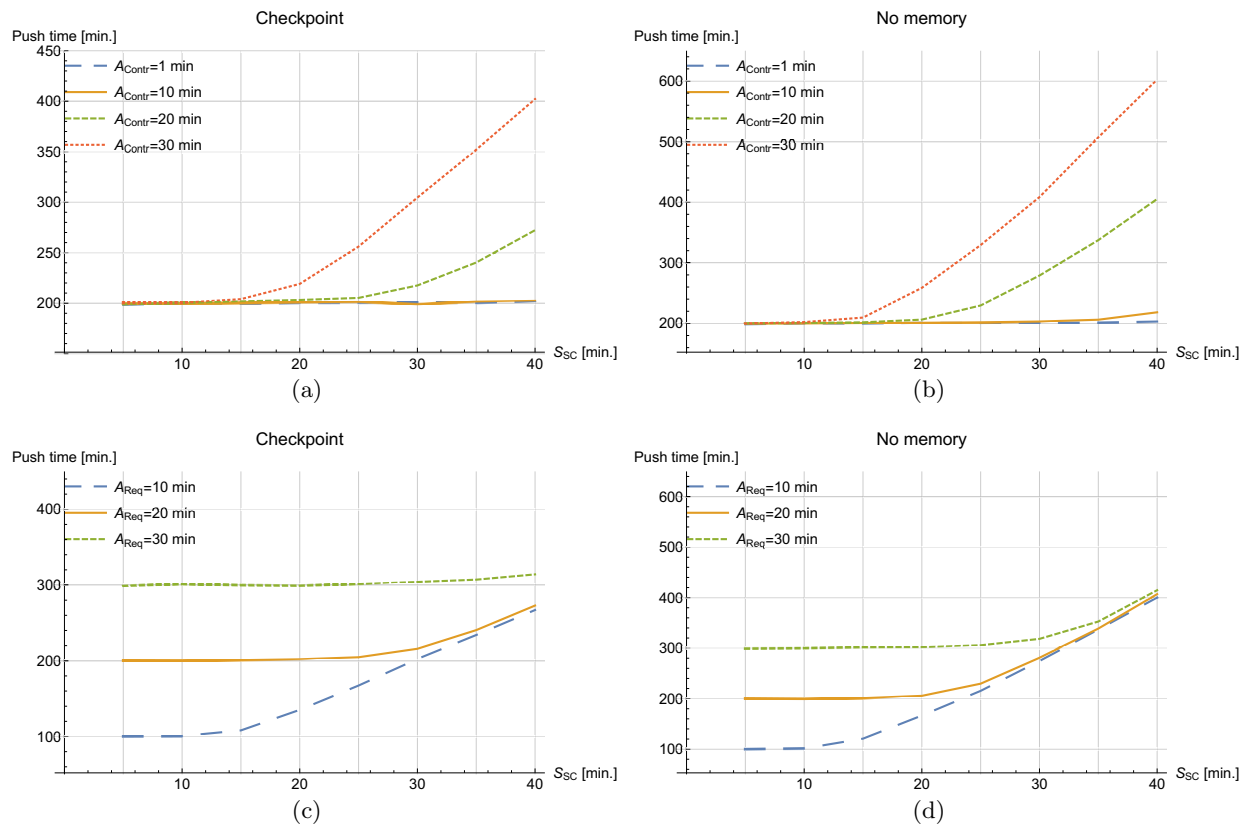 Checkpoint
Push time [min.]
450
A_Contr=1 min
400
A_Contr=10 min
A_Contr=20 min
350
A_Contr=30 min
300
250
200
10 20 30 40
S_SC [min.]
(a)
No memory
Push time [min.]
600
A_Contr=1 min
A_Contr=10 min
500
A_Contr=20 min
A_Contr=30 min
400
300
200
10 20 30 40
S_SC [min.]
(b)
Checkpoint
Push time [min.]
400
A_Req=10 min
A_Req=20 min
A_Req=30 min
300
200
100
10 20 30 40
S_SC [min.]
(c)
No memory
Push time [min.]
600
A_Req=10 min
A_Req=20 min
500
A_Req=30 min
400
300
200
100
10 20 30 40
S_SC [min.]
(d)